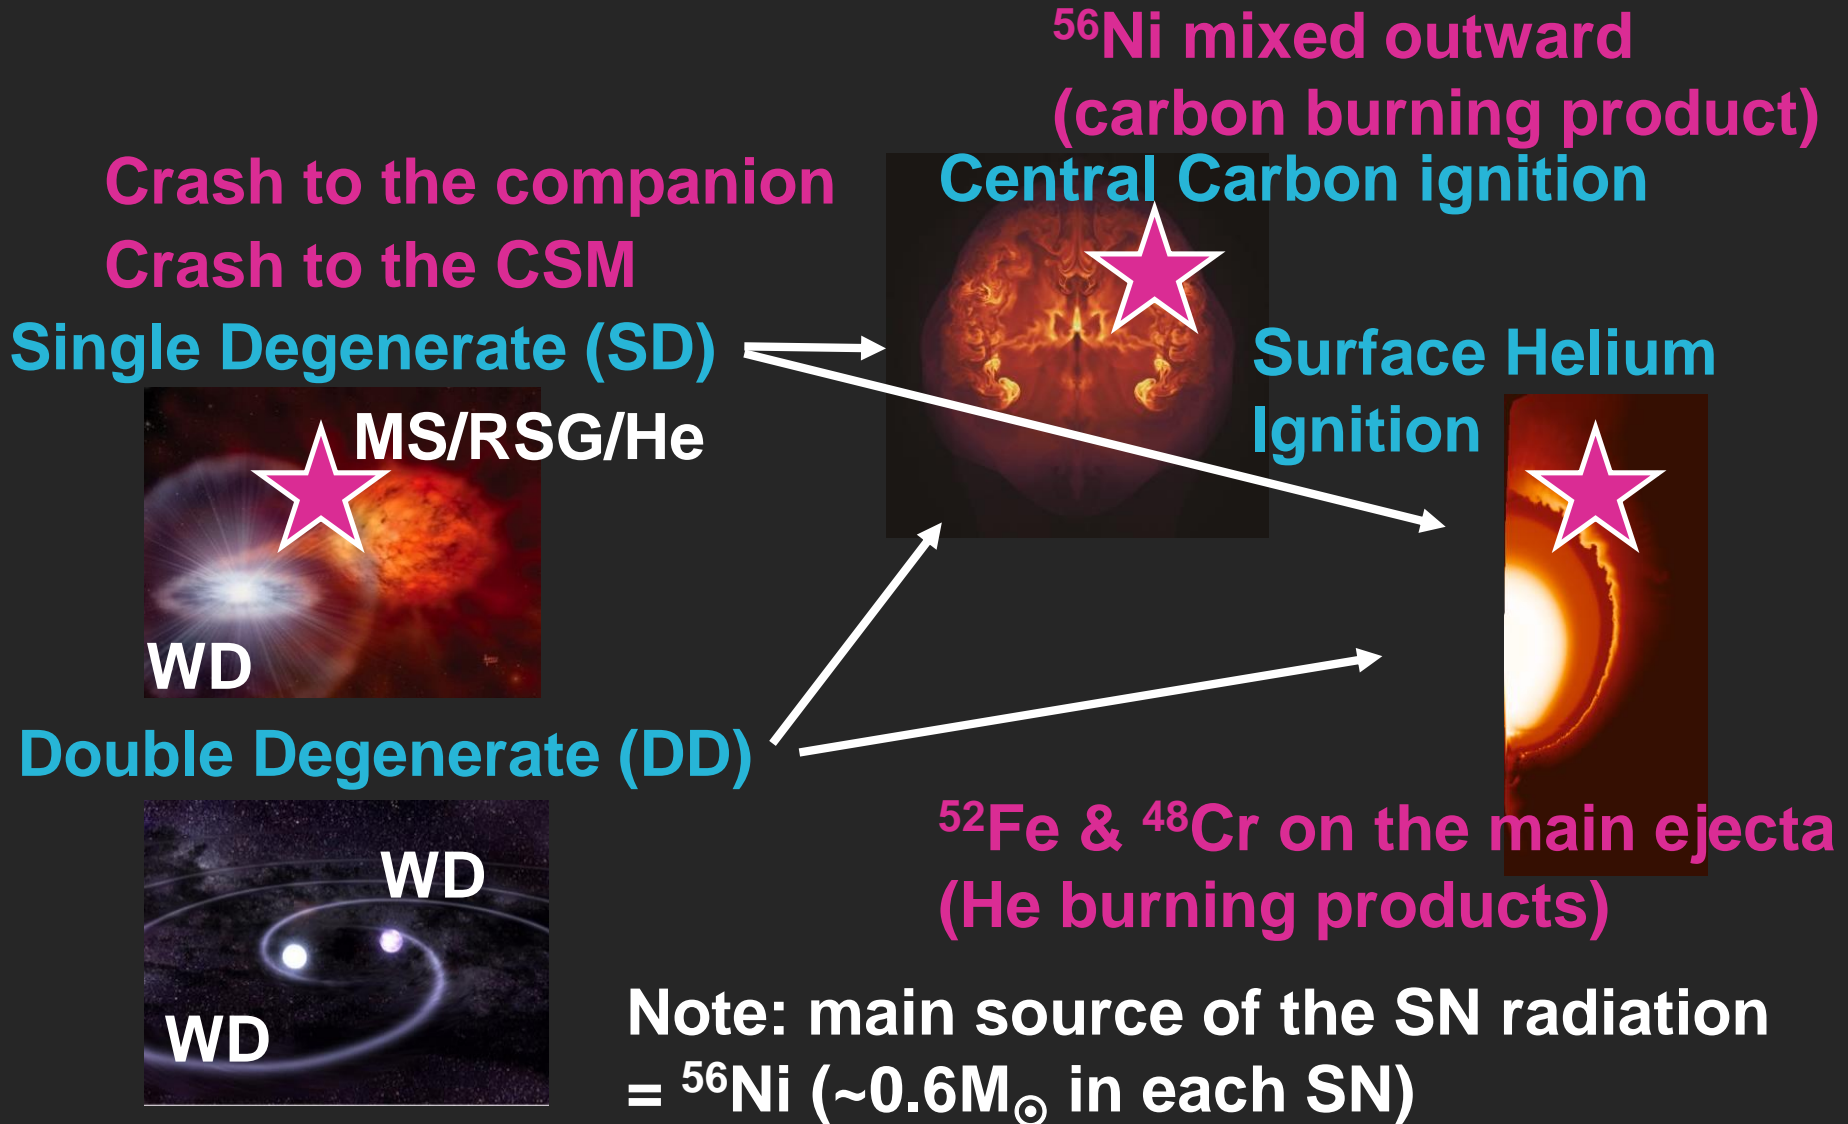 ⁵⁶Ni mixed outward
(carbon burning product)
Central Carbon ignition
Crash to the companion
Crash to the CSM
Single Degenerate (SD)
MS/RSG/He
WD
Surface Helium
Ignition
Double Degenerate (DD)
WD
WD
⁵²Fe & ⁴⁸Cr on the main ejecta
(He burning products)
Note: main source of the SN radiation
= ⁵⁶Ni (~0.6M☉ in each SN)